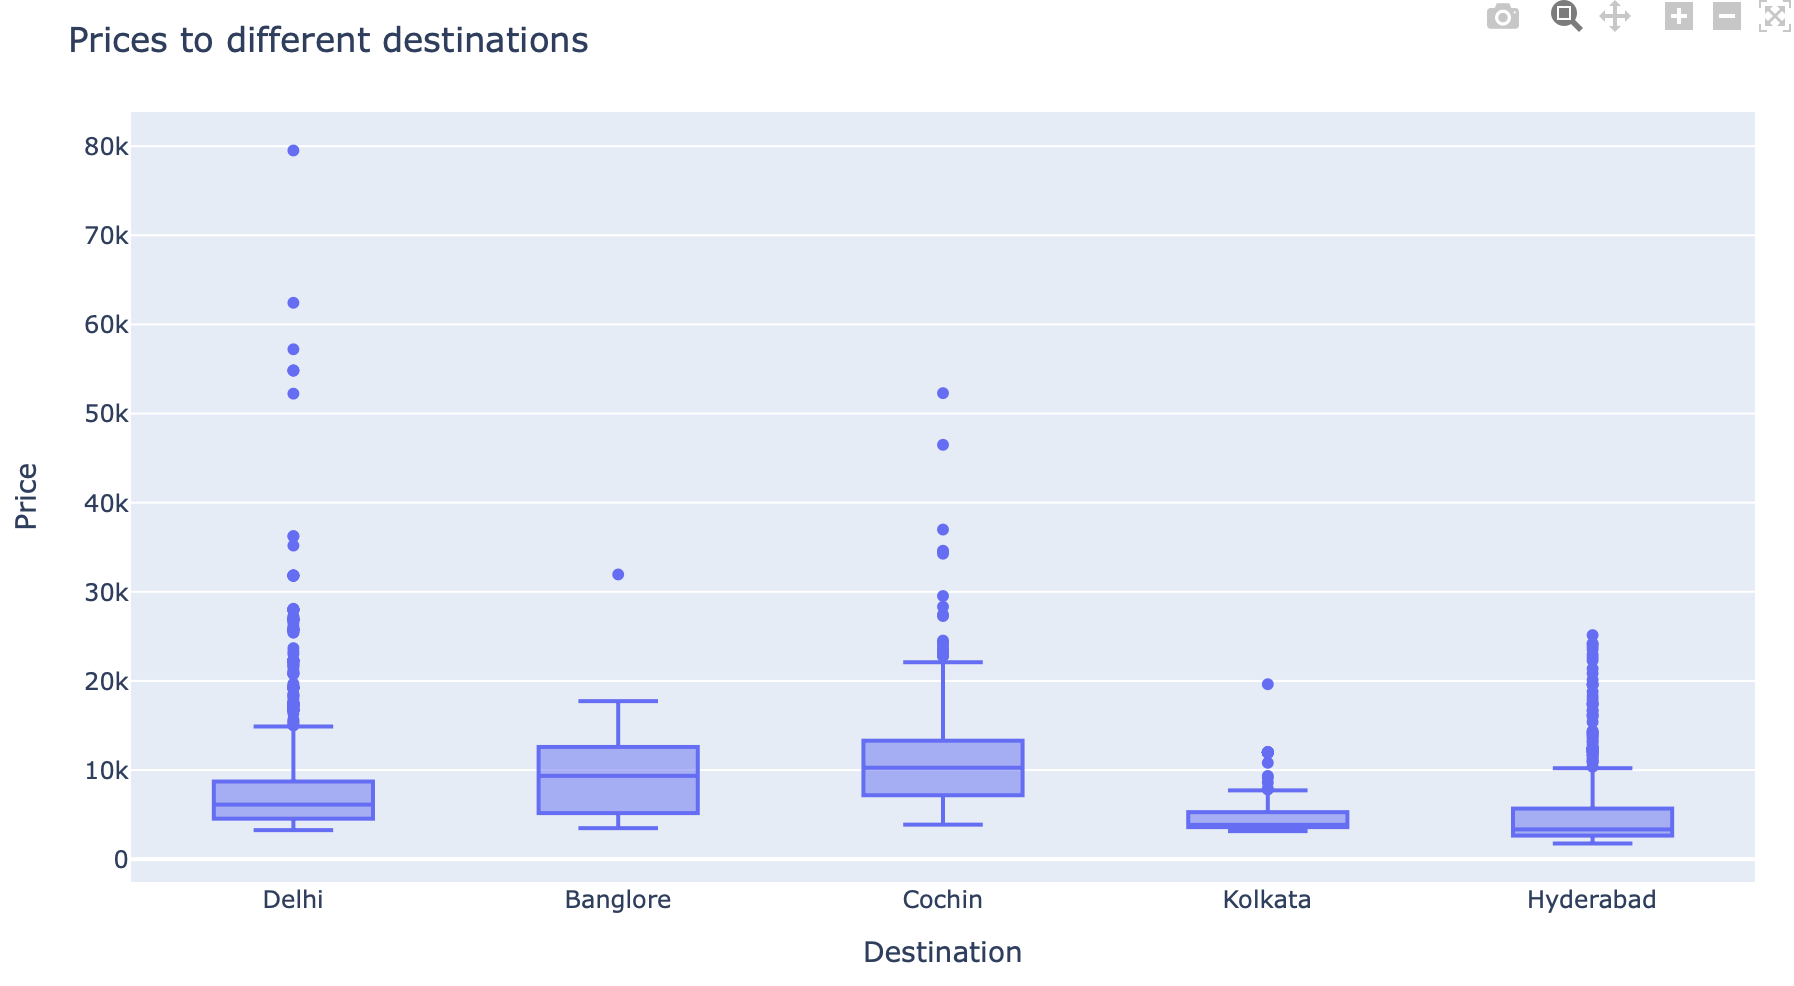 Prices to different destinations
80k
70k
60k
50k
40k
30k
20k
10k
0
Price
Delhi Banglore Cochin Kolkata Hyderabad
Destination